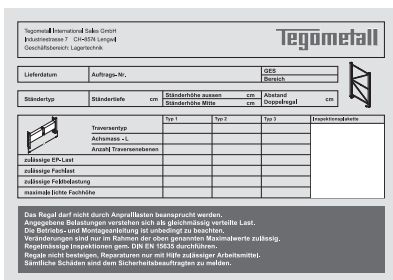 Tegometall International Sales GmbH
Industriestrasse 7 CH-8574 Lengwil
Geschäftsbereich: Lagertechnik
Tegometall
Lieferdatum Auftrags-Nr. GES
Bereich
Ständertyp Ständertiefe cm Ständerhöhe aussen cm Abstand
Ständerhöhe Mitte cm Doppelregal cm
Typ 1 Typ 2 Typ 3 Inspektionsplakette
Traversentyp
Achsmass - L
Anzahl Traversenebenen
zulässige EP-Last
zulässige Fachlast
zulässige Feldbelastung
maximale lichte Fachhöhe
Das Regal darf nicht durch Anpralllasten beansprucht werden.
Angegebene Belastungen verstehen sich als gleichmässig verteilte Last.
Die Betriebs- und Montageanleitung ist unbedingt zu beachten.
Veränderungen sind nur im Rahmen der oben genannten Maximalwerte zulässig.
Regelmässige Inspektionen gem. DIN EN 15635 durchführen.
Regale nicht besteigen, Reparaturen nur mit Hilfe zulässiger Arbeitsmittel.
Sämtliche Schäden sind dem Sicherheitsbeauftragten zu melden.